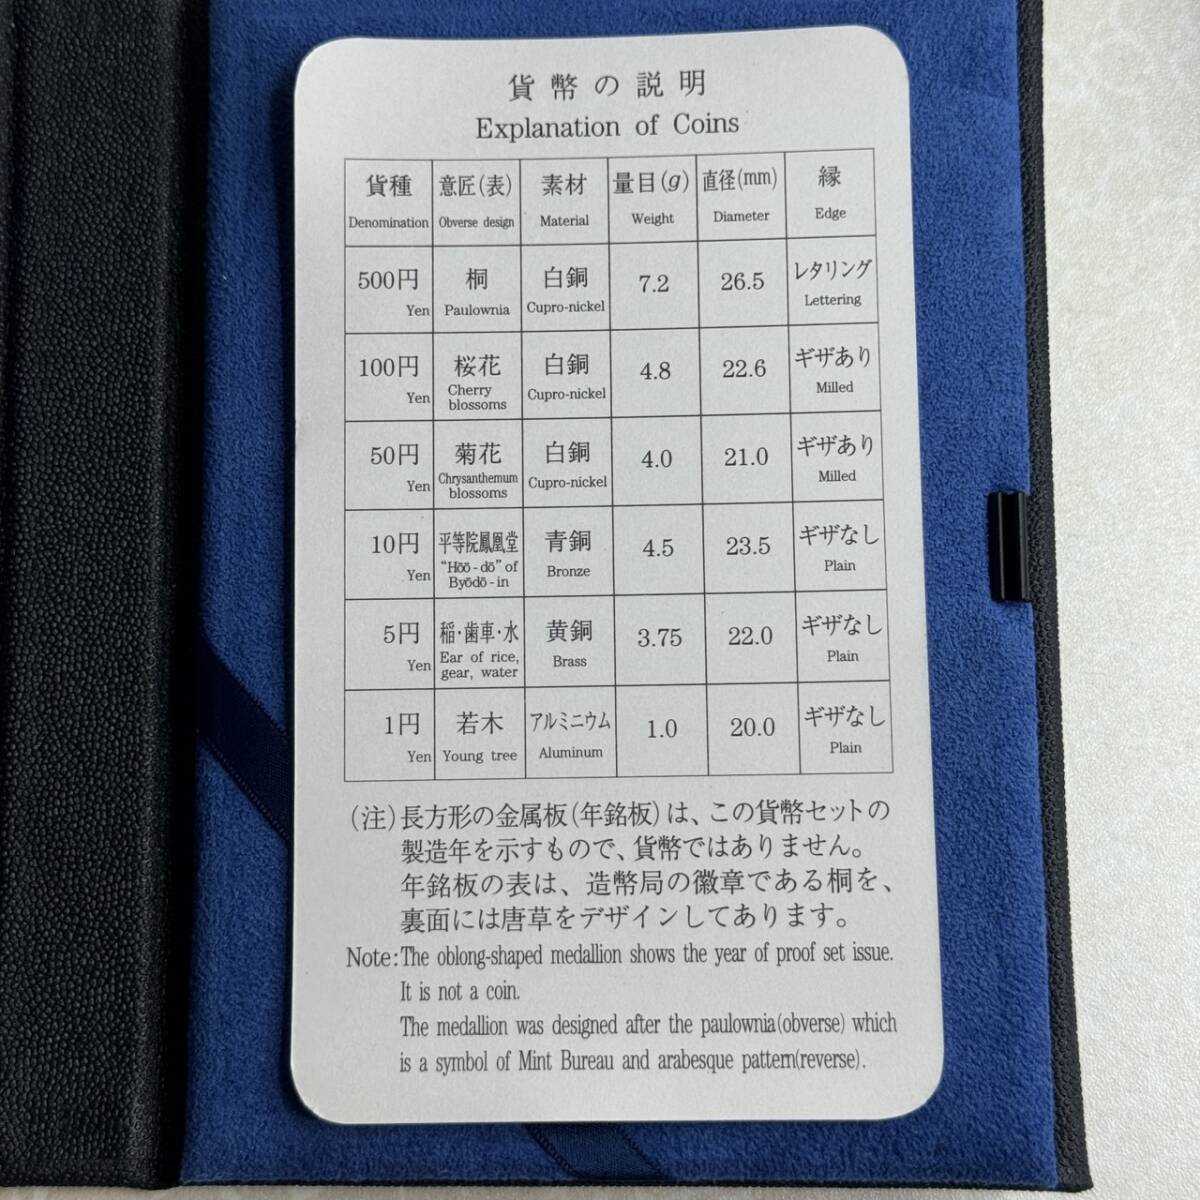 貨幣の説明
Explanation of Coins
貨種 意匠(表) 素材 量目(g) 直径(mm) 縁
Denomination Obverse design Material Weight Diameter Edge
500円 桐 白銅 7.2 26.5 レタリング
Yen Paulownia Cupro-nickel Lettering
100円 桜花 白銅 4.8 22.6 ギザあり
Yen Cherry blossoms Cupro-nickel Milled
50円 菊花 白銅 4.0 21.0 ギザあり
Yen Chrysanthemum blossoms Cupro-nickel Milled
10円 平等院鳳凰堂 青銅 4.5 23.5 ギザなし
Yen "Hōō-dō" of Byōdō-in Bronze Plain
5円 稲・歯車・水 黄銅 3.75 22.0 ギザなし
Yen Ear of rice, gear, water Brass Plain
1円 若木 アルミニウム 1.0 20.0 ギザなし
Yen Young tree Aluminum Plain
(注)長方形の金属板(年銘板)は、この貨幣セットの
製造年を示すもので、貨幣ではありません。
年銘板の表は、造幣局の徽章である桐を、
裏面には唐草をデザインしてあります。
Note:The oblong-shaped medallion shows the year of proof set issue.
It is not a coin.
The medallion was designed after the paulownia(obverse) which
is a symbol of Mint Bureau and arabesque pattern(reverse).